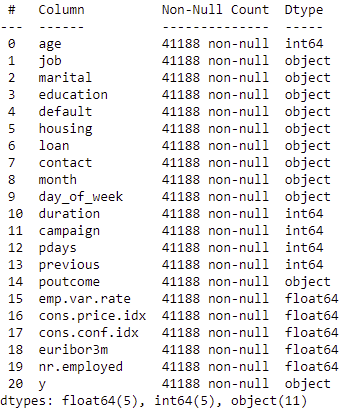 #   Column          Non-Null Count  Dtype
---  ------          --------------  -----
 0   age             41188 non-null  int64
 1   job             41188 non-null  object
 2   marital         41188 non-null  object
 3   education       41188 non-null  object
 4   default         41188 non-null  object
 5   housing         41188 non-null  object
 6   loan            41188 non-null  object
 7   contact         41188 non-null  object
 8   month           41188 non-null  object
 9   day_of_week     41188 non-null  object
 10  duration        41188 non-null  int64
 11  campaign        41188 non-null  int64
 12  pdays           41188 non-null  int64
 13  previous        41188 non-null  int64
 14  poutcome        41188 non-null  object
 15  emp.var.rate    41188 non-null  float64
 16  cons.price.idx  41188 non-null  float64
 17  cons.conf.idx   41188 non-null  float64
 18  euribor3m       41188 non-null  float64
 19  nr.employed     41188 non-null  float64
 20  y               41188 non-null  object
dtypes: float64(5), int64(5), object(11)